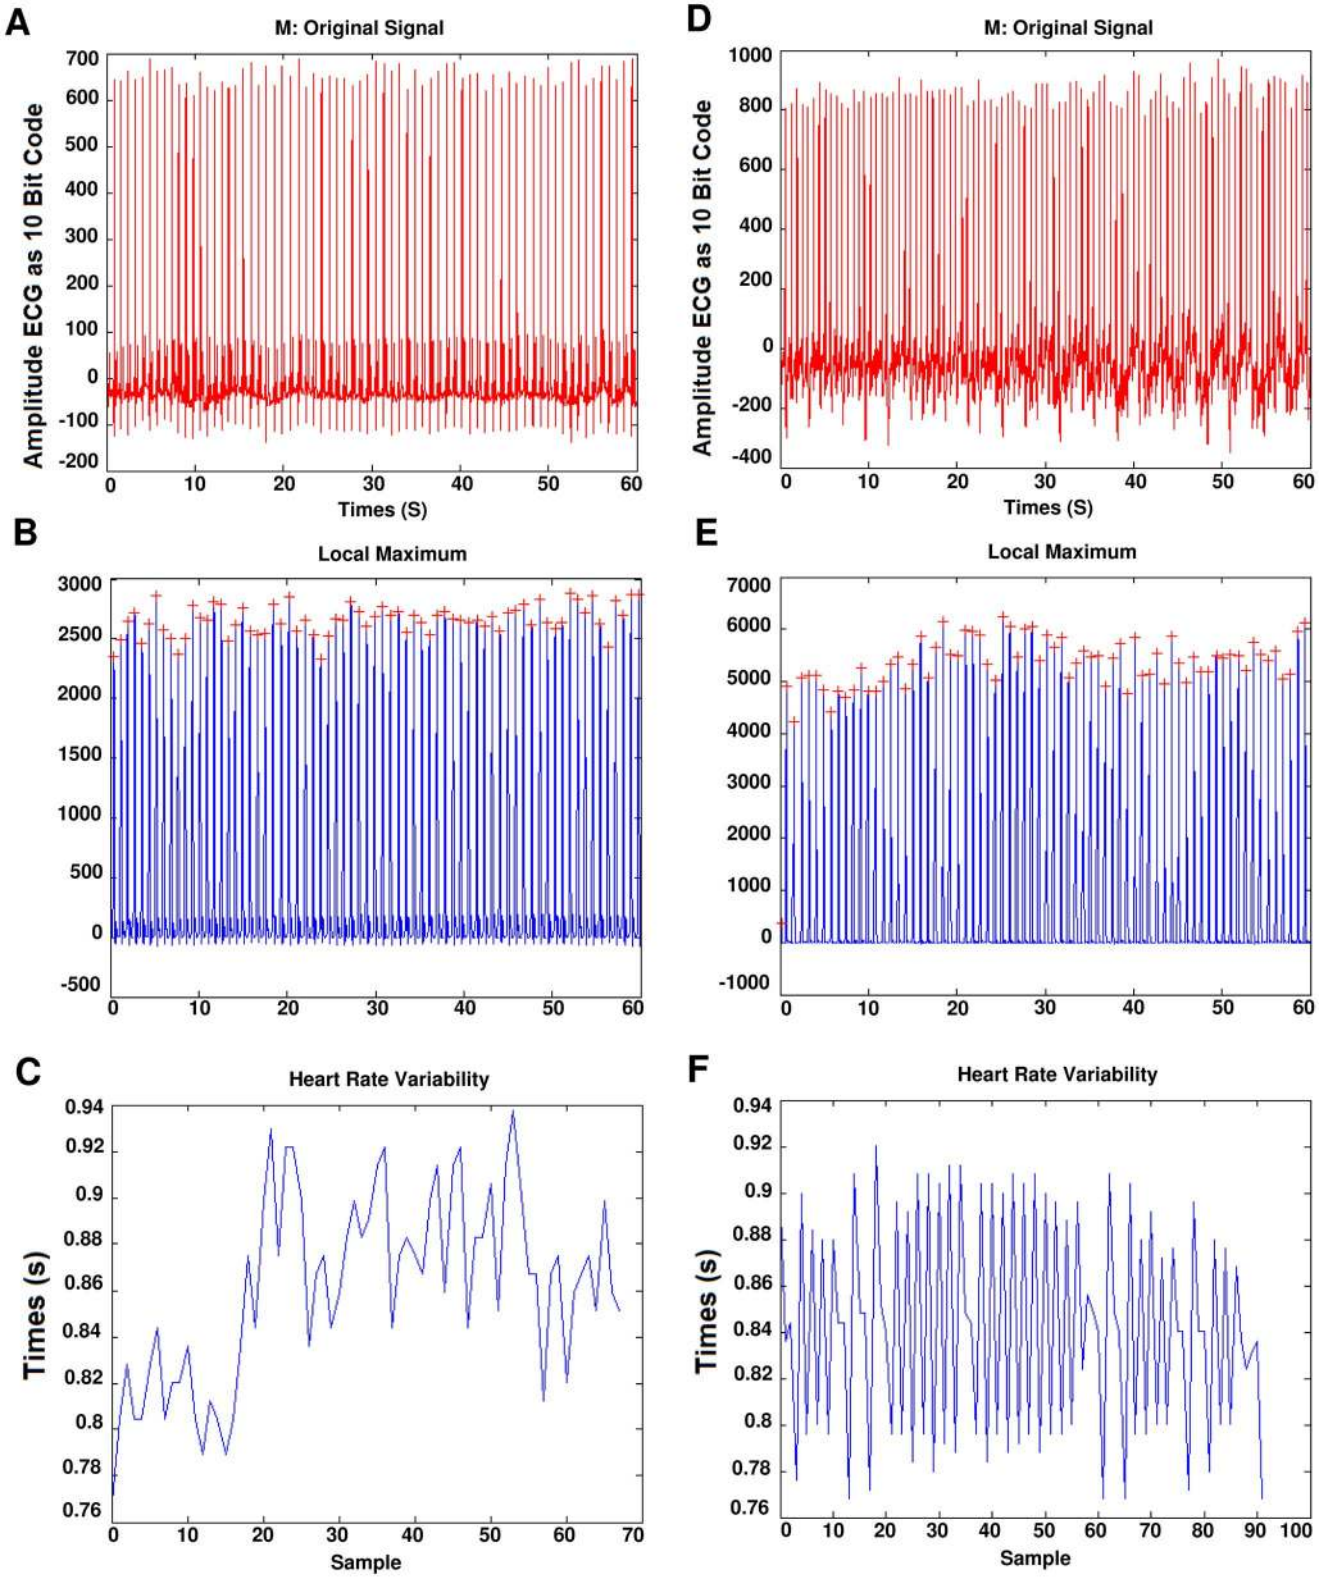 A
M: Original Signal
Amplitude ECG as 10 Bit Code
700
600
500
400
300
200
100
0
-100
-200
0 10 20 30 40 50 60
Times (S)
D
M: Original Signal
Amplitude ECG as 10 Bit Code
1000
800
600
400
200
0
-200
-400
0 10 20 30 40 50 60
Times (S)
B
Local Maximum
3000
2500
2000
1500
1000
500
0
-500
0 10 20 30 40 50 60
E
Local Maximum
7000
6000
5000
4000
3000
2000
1000
0
-1000
0 10 20 30 40 50 60
C
Heart Rate Variability
Times (s)
0.94
0.92
0.9
0.88
0.86
0.84
0.82
0.8
0.78
0.76
0 10 20 30 40 50 60 70
Sample
F
Heart Rate Variability
Times (s)
0.94
0.92
0.9
0.88
0.86
0.84
0.82
0.8
0.78
0.76
0 10 20 30 40 50 60 70 80 90 100
Sample